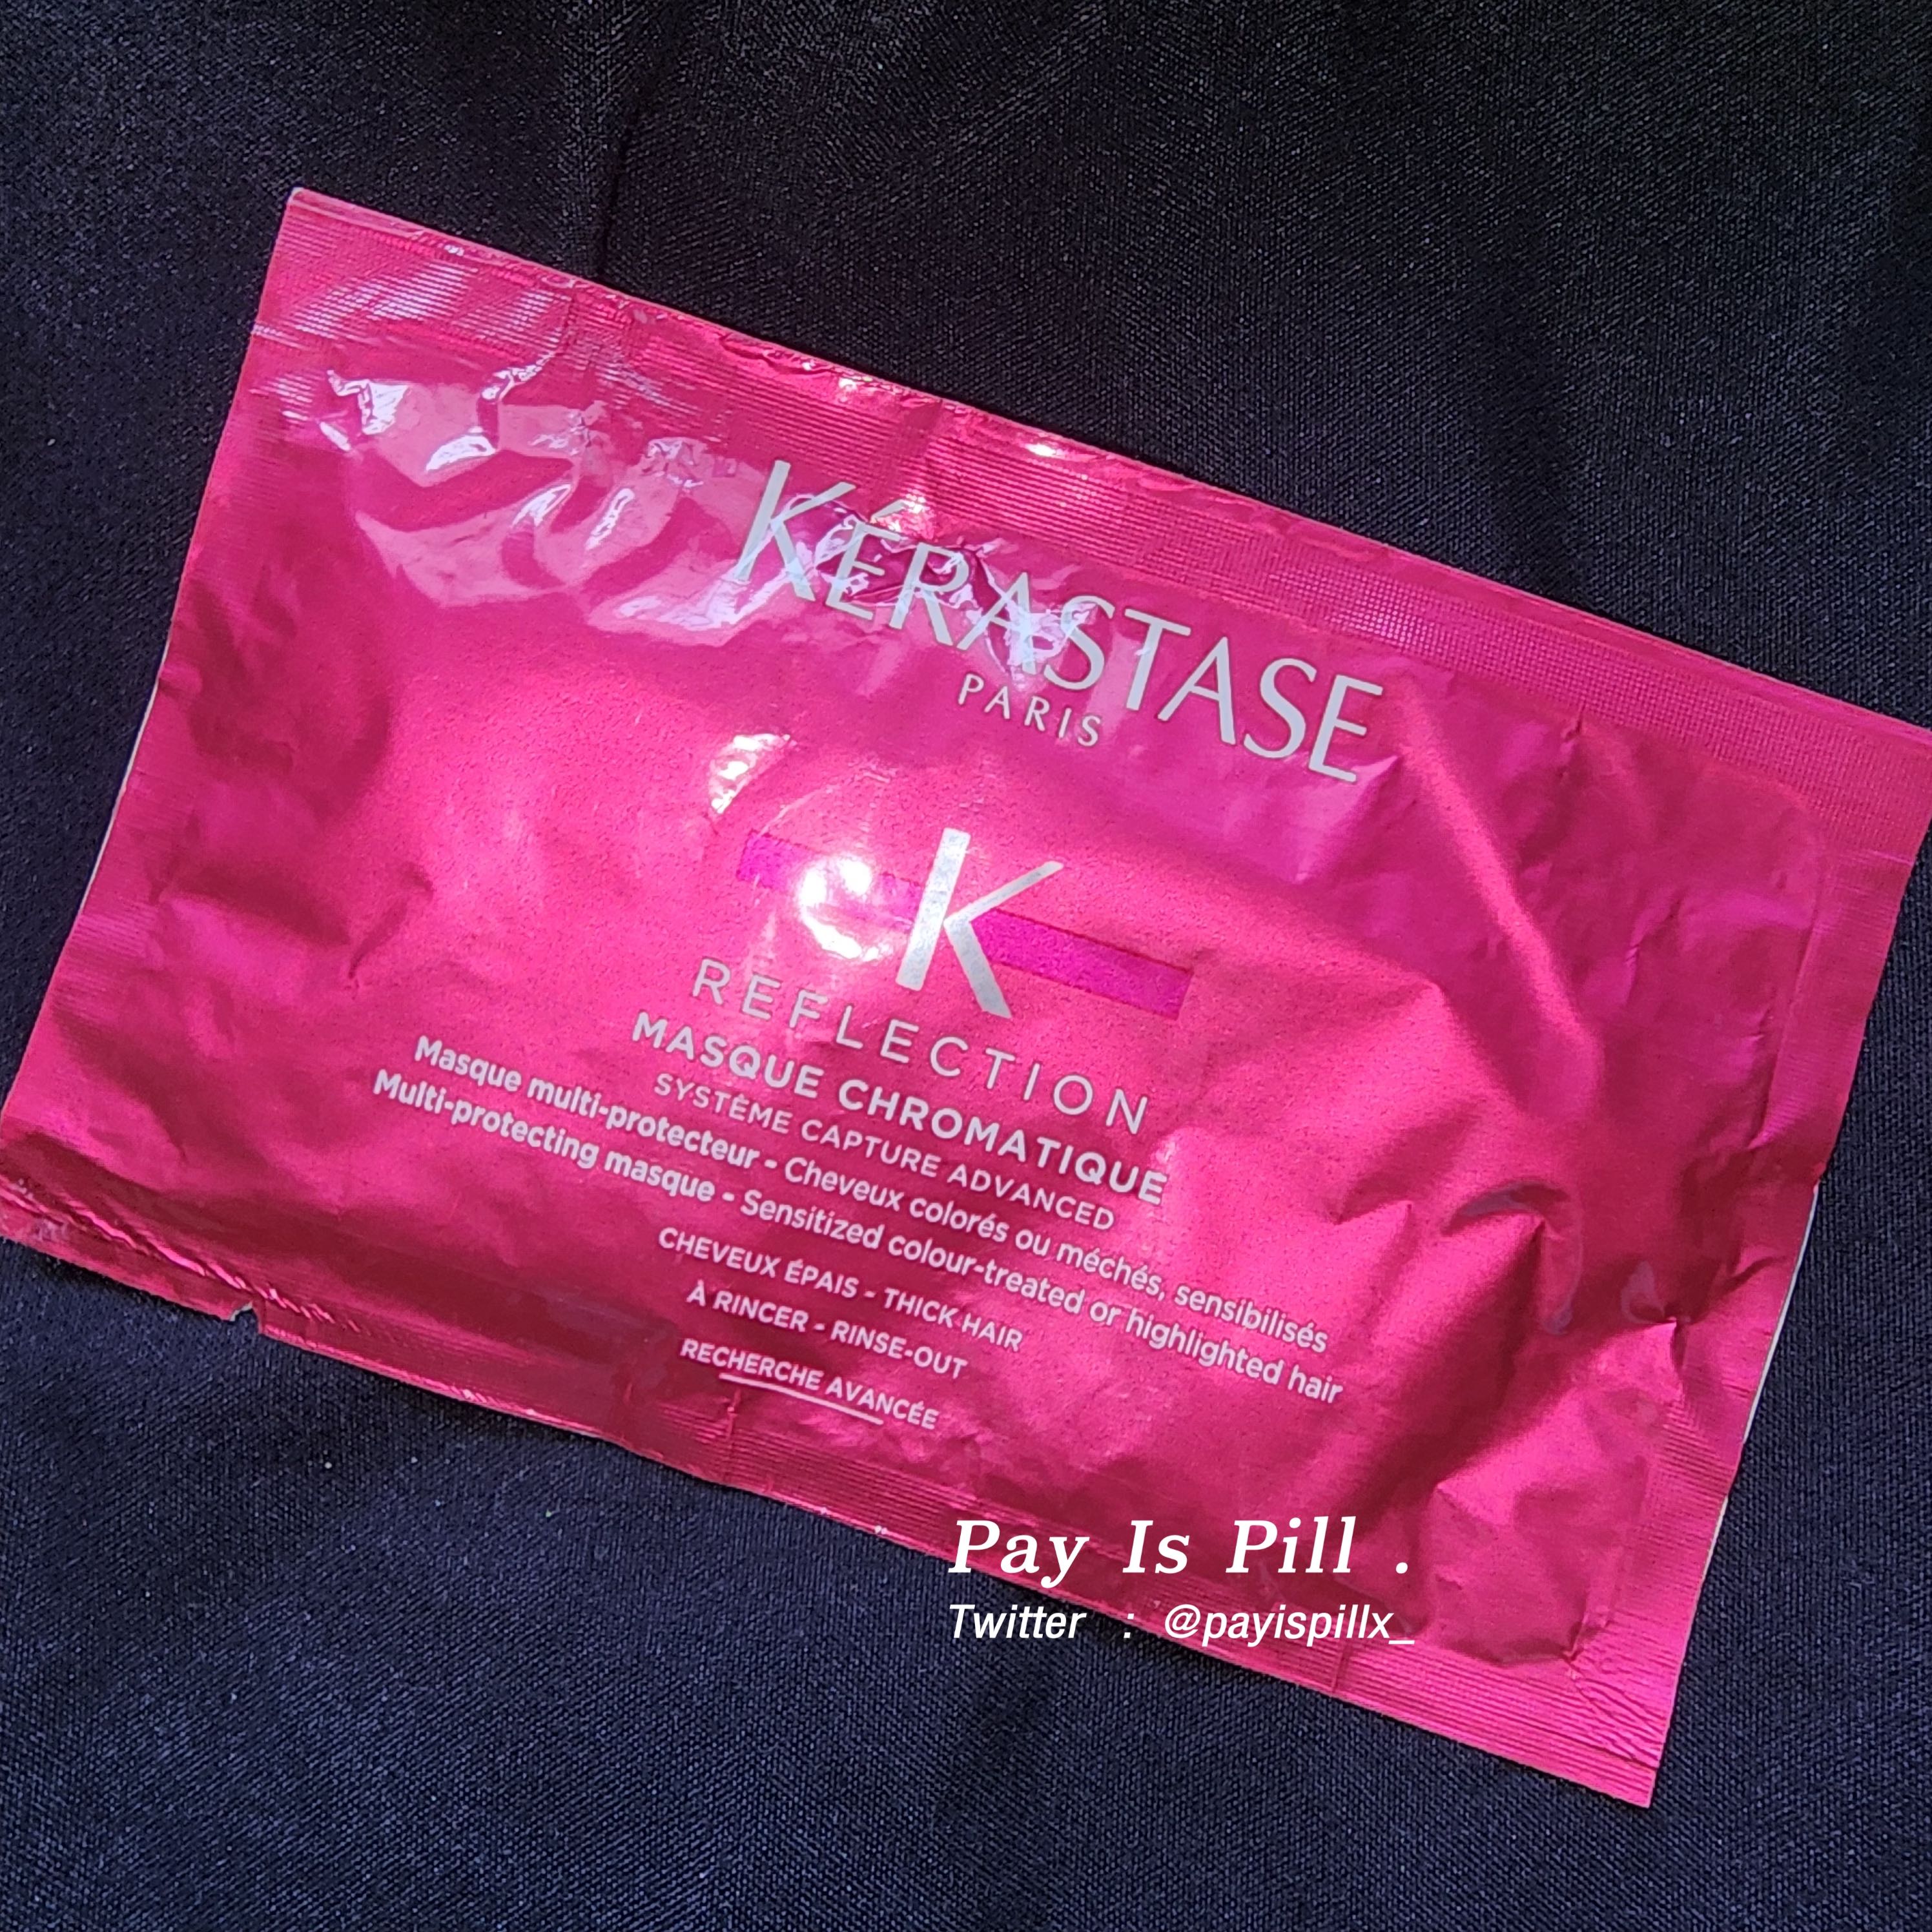 KÉRASTASE
PARIS
K
REFLECTION
MASQUE CHROMATIQUE
SYSTÈME CAPTURE ADVANCED
Masque multi-protecteur - Cheveux colorés ou méchés, sensibilisés
Multi-protecting masque - Sensitized colour-treated or highlighted hair
CHEVEUX ÉPAIS - THICK HAIR
À RINCER - RINSE-OUT
RECHERCHE AVANCÉE
Pay Is Pill .
Twitter : @payispillx_